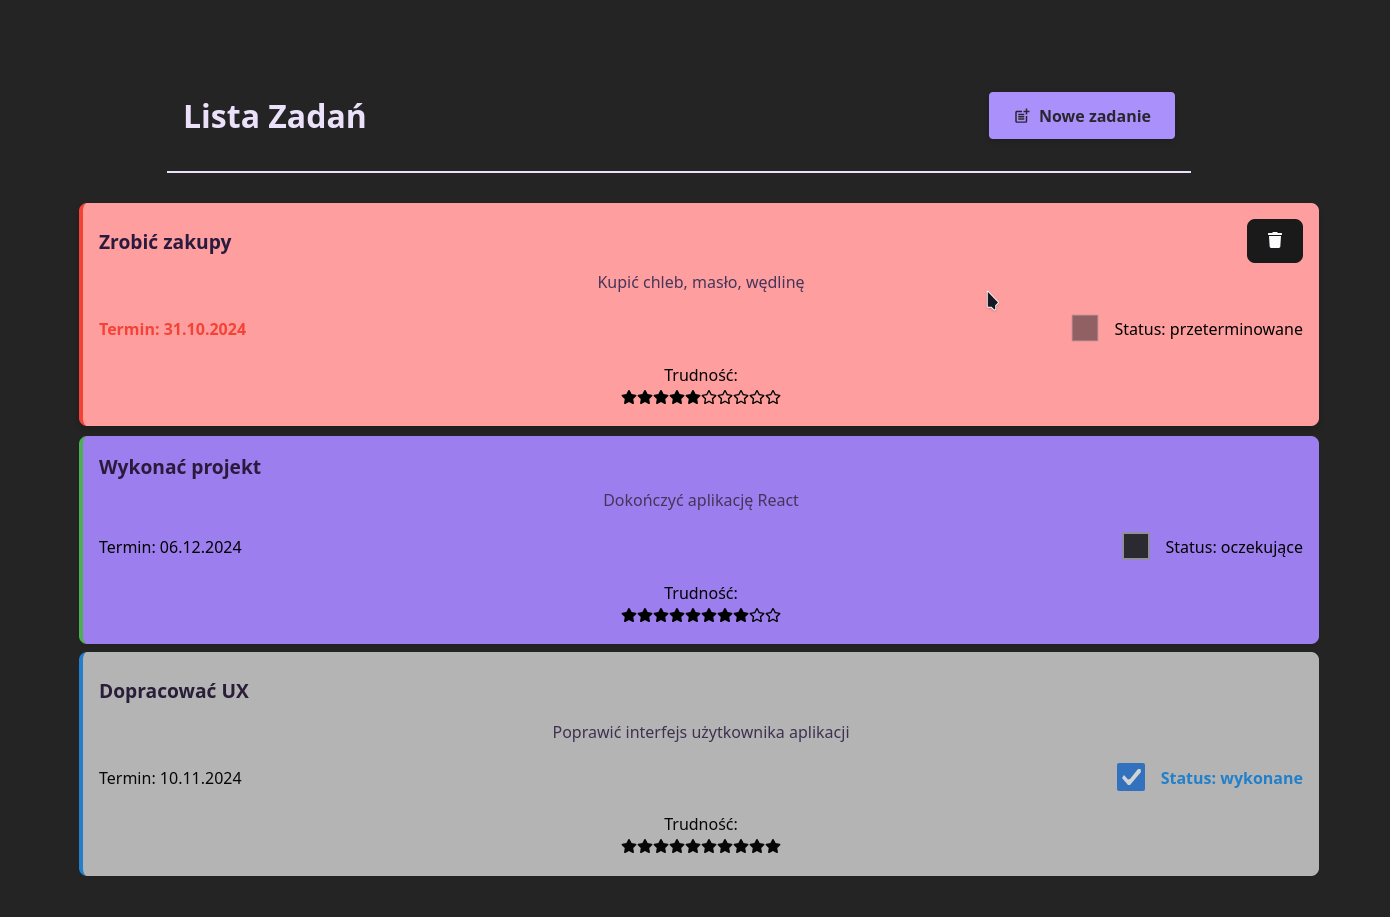 Lista Zadań
Nowe zadanie
Zrobić zakupy
Kupić chleb, masło, wędlinę
Termin: 31.10.2024
Status: przeterminowane
Trudność:
Wykonać projekt
Dokończyć aplikację React
Termin: 06.12.2024
Status: oczekujące
Trudność:
Dopracować UX
Poprawić interfejs użytkownika aplikacji
Termin: 10.11.2024
Status: wykonane
Trudność: